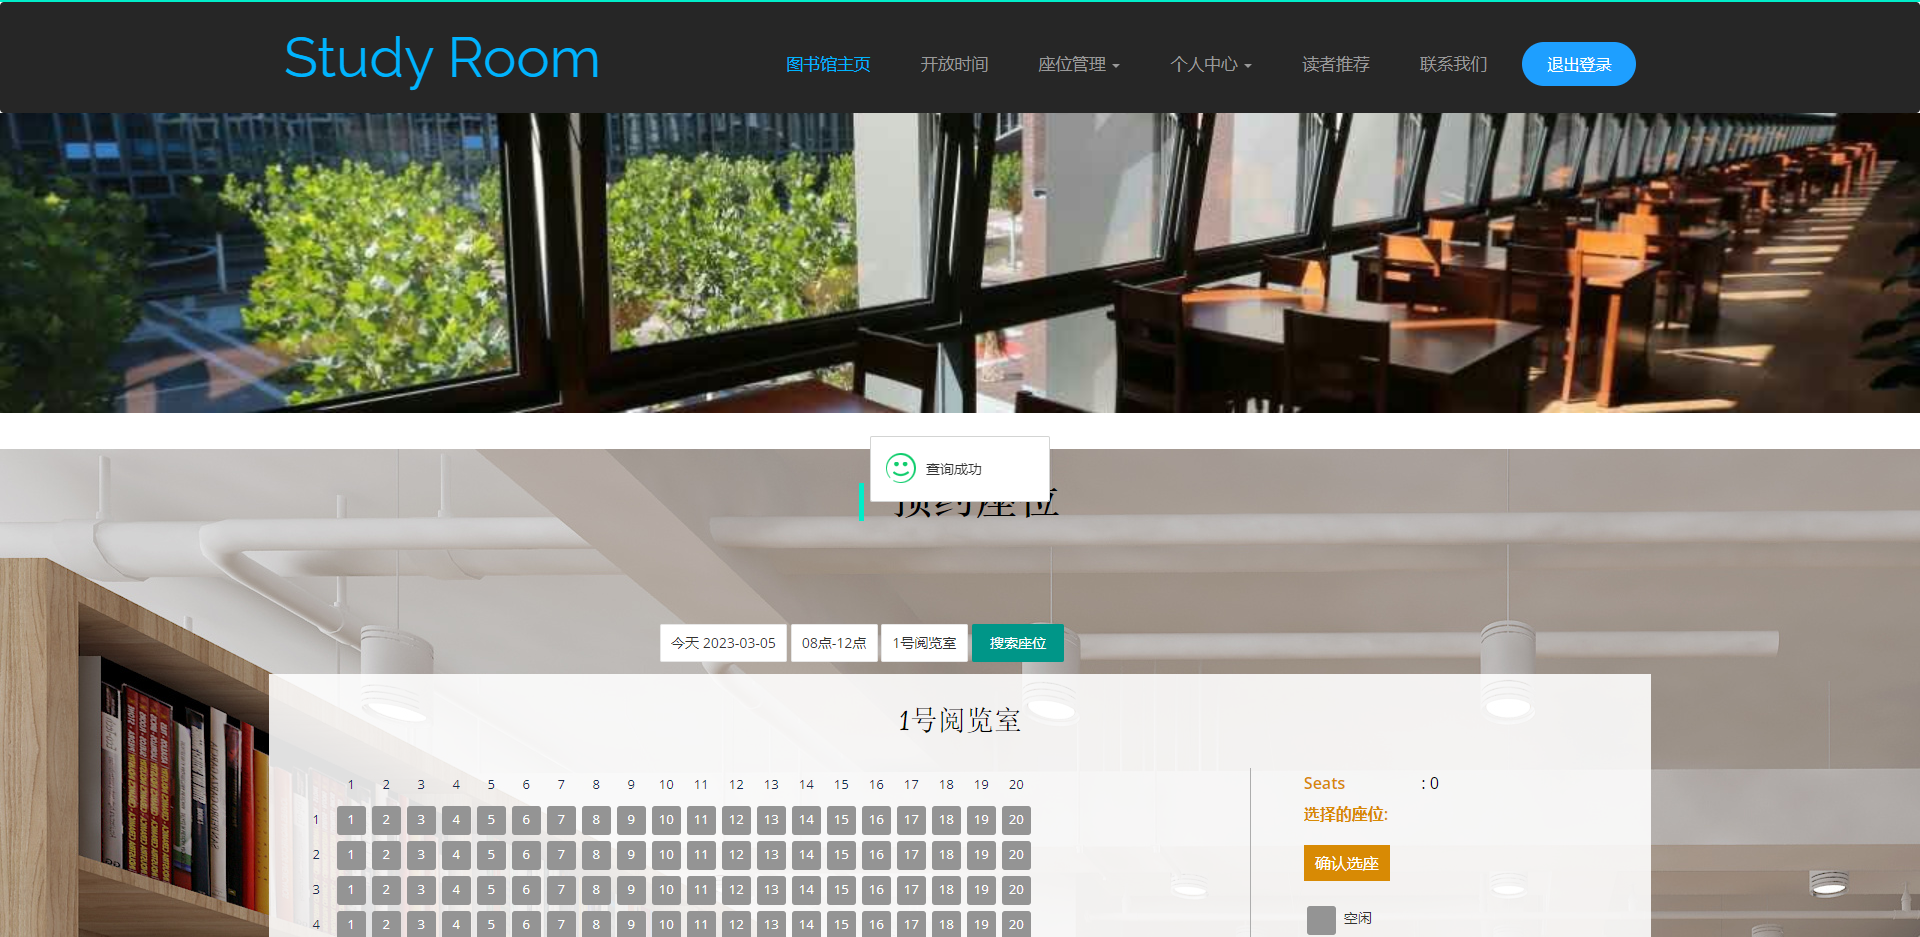 Study Room
图书馆主页 开放时间 座位管理 个人中心 读者推荐 联系我们 退出登录
查询成功
预约座位
今天 2023-03-05 08点-12点 1号阅览室 搜索座位
1号阅览室
1 2 3 4 5 6 7 8 9 10 11 12 13 14 15 16 17 18 19 20
1 1 2 3 4 5 6 7 8 9 10 11 12 13 14 15 16 17 18 19 20
2 1 2 3 4 5 6 7 8 9 10 11 12 13 14 15 16 17 18 19 20
3 1 2 3 4 5 6 7 8 9 10 11 12 13 14 15 16 17 18 19 20
4 1 2 3 4 5 6 7 8 9 10 11 12 13 14 15 16 17 18 19 20
Seats : 0
选择的座位:
确认选座
空闲